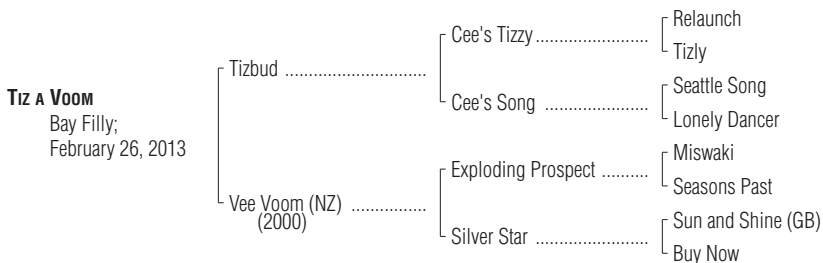 TIZ A VOOM
Bay Filly;
February 26, 2013
Tizbud ..............................
Vee Voom (NZ) ................
(2000)
Cee's Tizzy ........................
Cee's Song ......................
Exploding Prospect ..........
Silver Star ........................
Relaunch
Tizly
Seattle Song
Lonely Dancer
Miswaki
Seasons Past
Sun and Shine (GB)
Buy Now